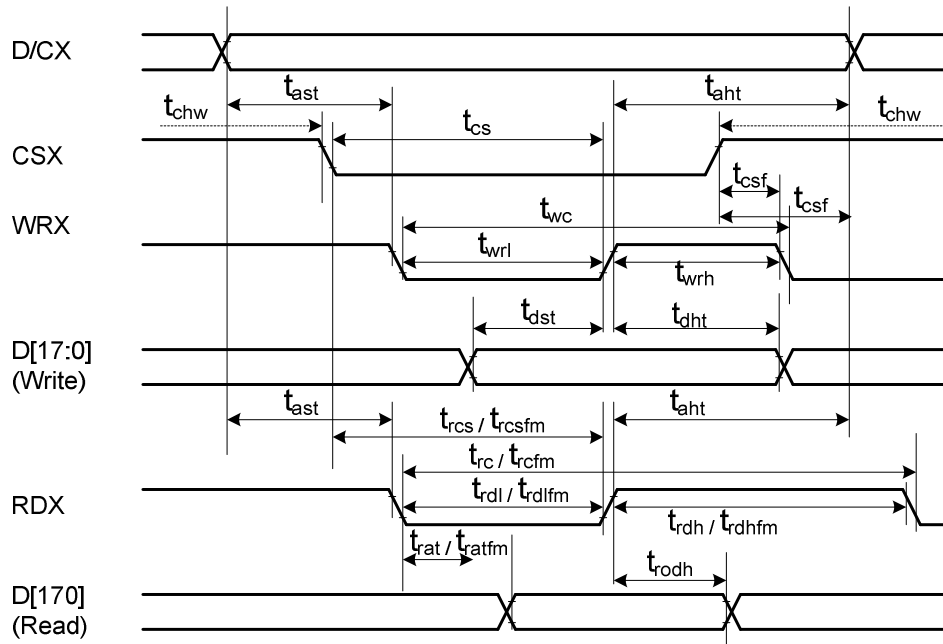 D/CX
tast
taht
tchw
tchw
tcs
CSX
tcsf
tcsf
WRX
twc
twrl
twrh
tdst
tdht
D[17:0]
(Write)
tast
taht
trcs / trcsfm
trc / trcfm
trdl / trdlfm
RDX
trdh / trdhfm
trat / tratfm
trodh
D[170]
(Read)